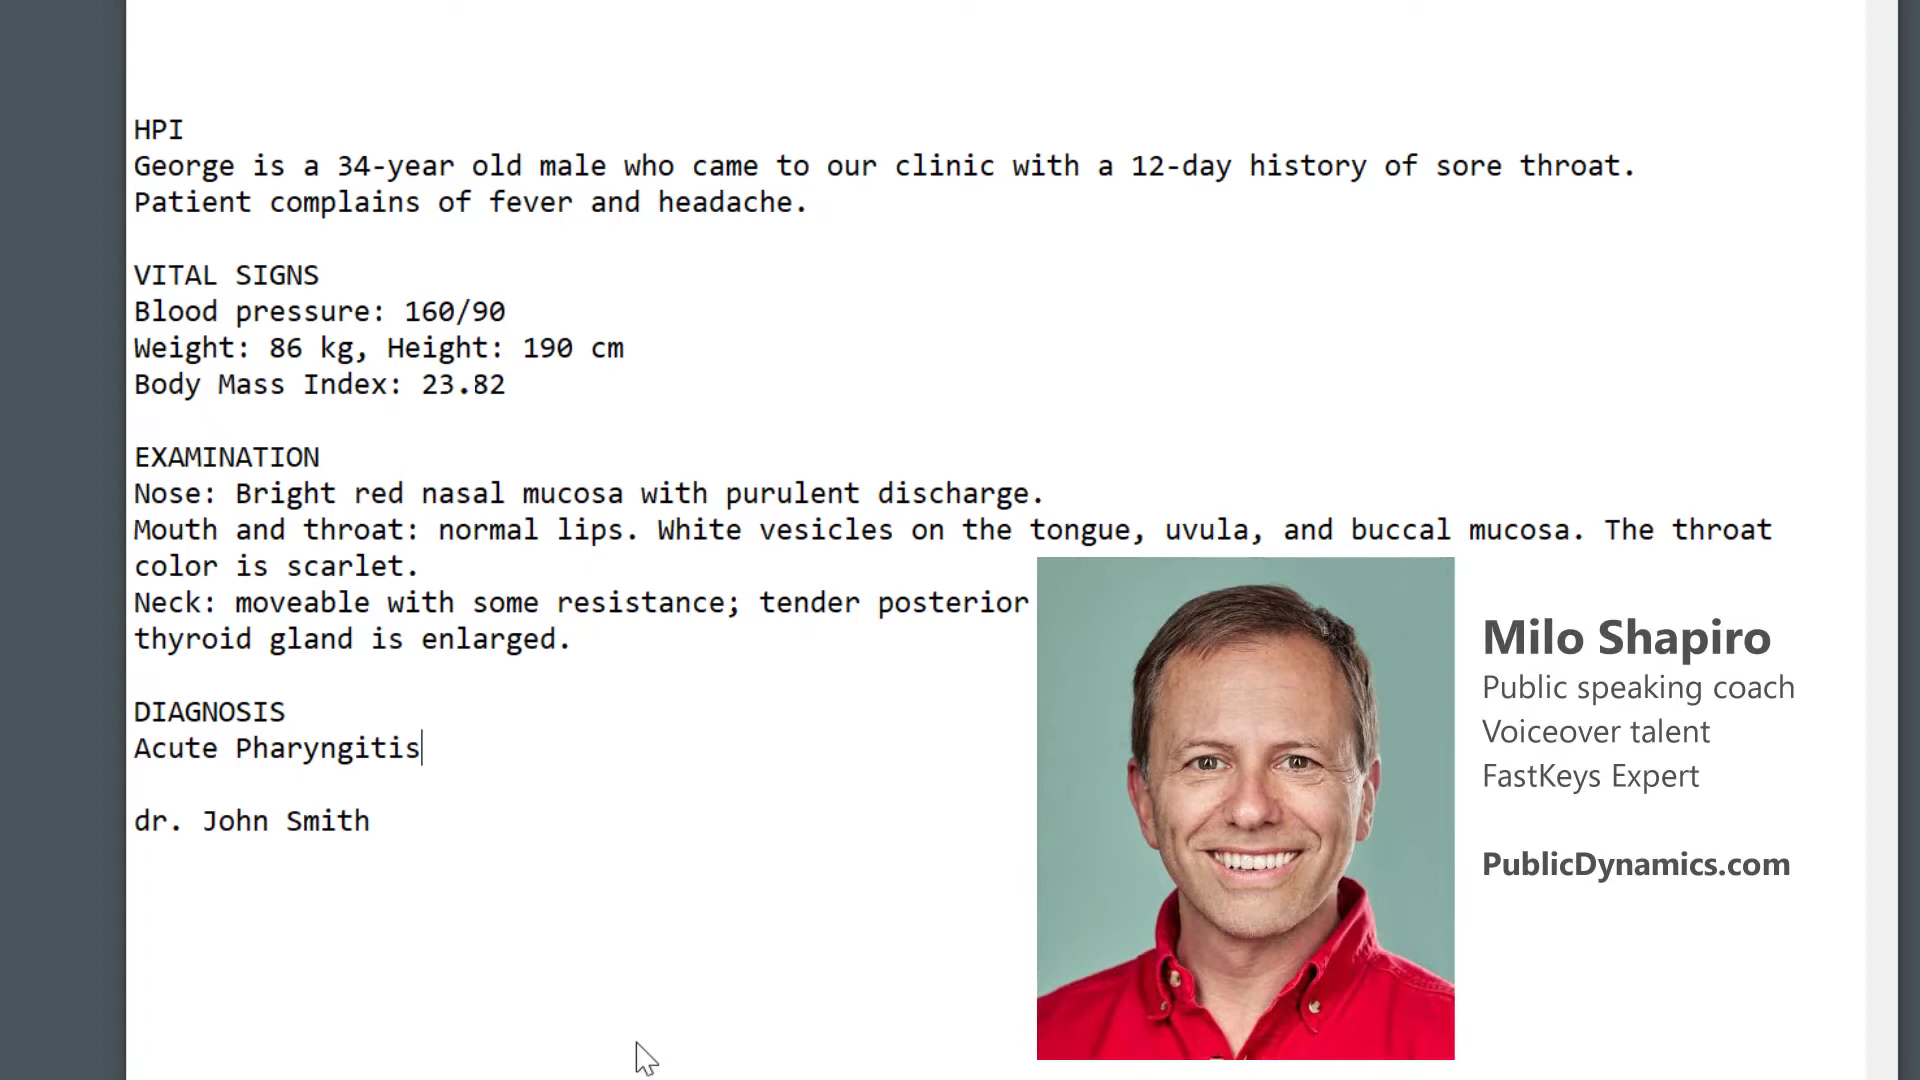 HPI
George is a 34-year old male who came to our clinic with a 12-day history of sore throat.
Patient complains of fever and headache.
VITAL SIGNS
Blood pressure: 160/90
Weight: 86 kg, Height: 190 cm
Body Mass Index: 23.82
EXAMINATION
Nose: Bright red nasal mucosa with purulent discharge.
Mouth and throat: normal lips. White vesicles on the tongue, uvula, and buccal mucosa. The throat
color is scarlet.
Neck: moveable with some resistance; tender posterior
thyroid gland is enlarged.
DIAGNOSIS
Acute Pharyngitis
dr. John Smith
Milo Shapiro
Public speaking coach
Voiceover talent
FastKeys Expert
PublicDynamics.com